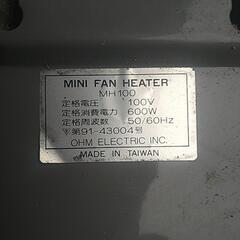 MINI FAN HEATER
MH100
定格電圧 : 100V
定格消費電力 : 600W
定格周波数 : 50/60Hz
第91-43004号
OHM ELECTRIC INC.
MADE IN TAIWAN